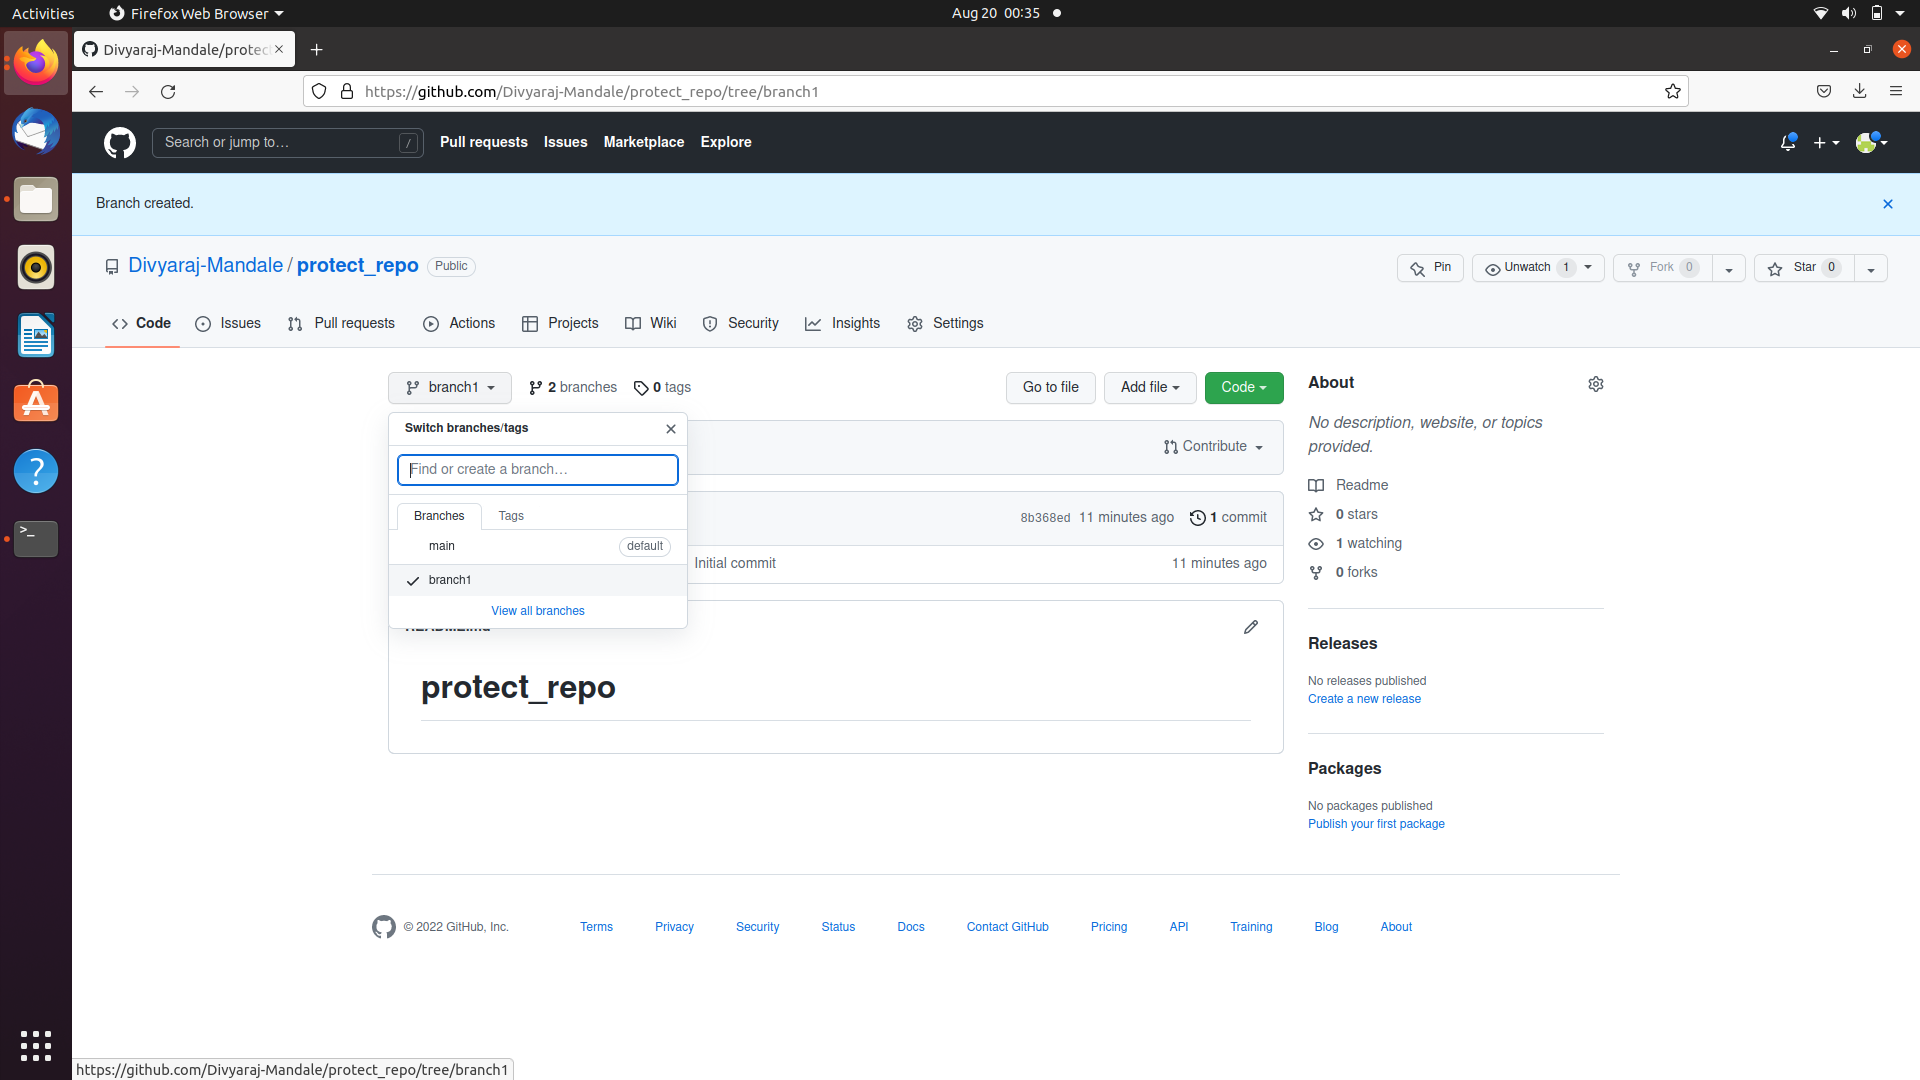 Activities Firefox Web Browser Aug 20 00:35
Divyaraj-Mandale/protec
https://github.com/Divyaraj-Mandale/protect_repo/tree/branch1
Search or jump to… / Pull requests Issues Marketplace Explore
Branch created.
Divyaraj-Mandale / protect_repo Public Pin Unwatch 1 Fork 0 Star 0
Code Issues Pull requests Actions Projects Wiki Security Insights Settings
branch1 2 branches 0 tags Go to file Add file Code
Switch branches/tags
Find or create a branch…
Branches Tags
main default
branch1
View all branches
Contribute
8b368ed 11 minutes ago 1 commit
Initial commit 11 minutes ago
README.md
protect_repo
About
No description, website, or topics
provided.
Readme
0 stars
1 watching
0 forks
Releases
No releases published
Create a new release
Packages
No packages published
Publish your first package
© 2022 GitHub, Inc. Terms Privacy Security Status Docs Contact GitHub Pricing API Training Blog About
https://github.com/Divyaraj-Mandale/protect_repo/tree/branch1